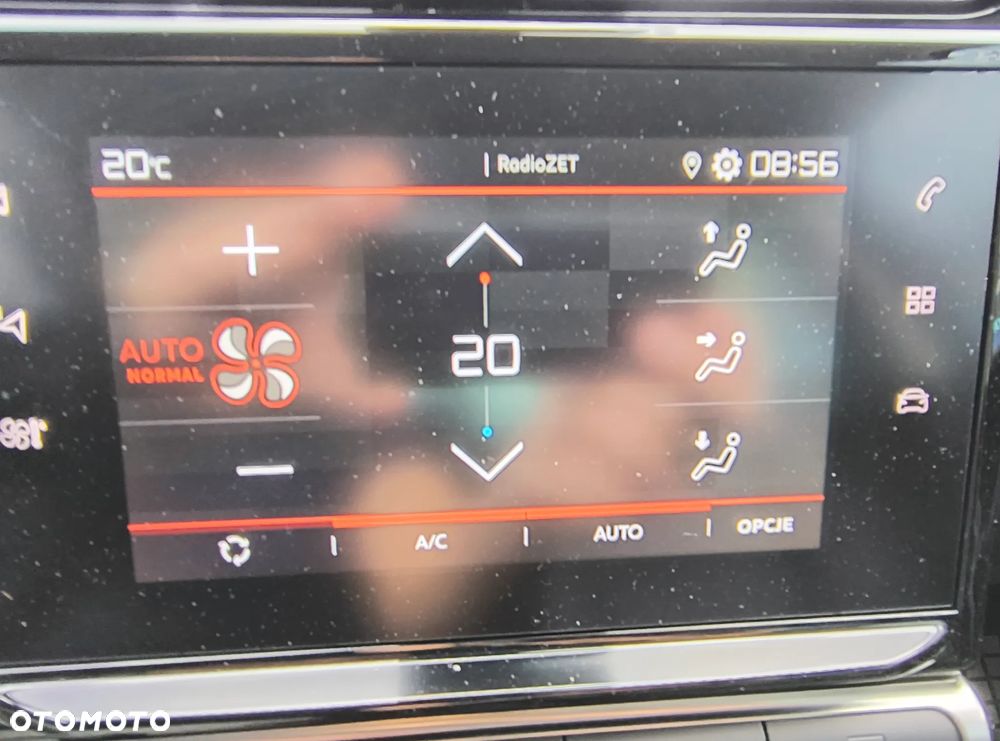 20°C
RadioZET
08:56
AUTO
NORMAL
20
A/C
AUTO
OPCJE
OTOMOTO